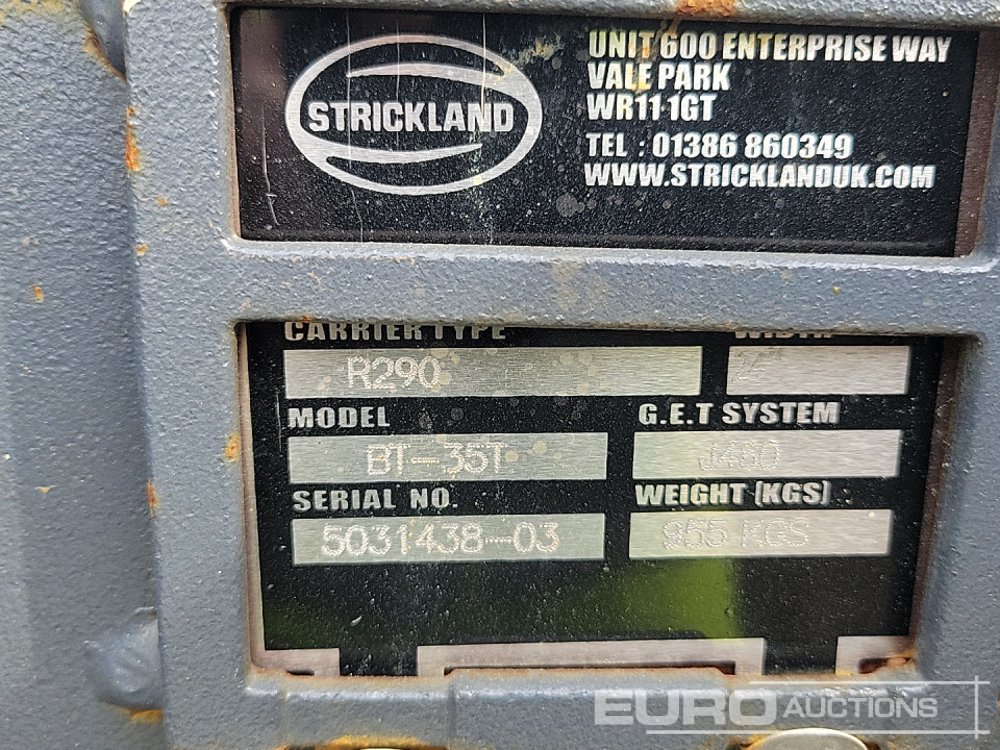 STRICKLAND
UNIT 600 ENTERPRISE WAY
VALE PARK
WR11 1GT
TEL : 01386 860349
WWW.STRICKLANDUK.COM
CARRIER TYPE WIDTH
R290
MODEL G.E.T SYSTEM
BT-35T J460
SERIAL NO. WEIGHT (KGS)
5031438-03 955 KGS
EURO AUCTIONS